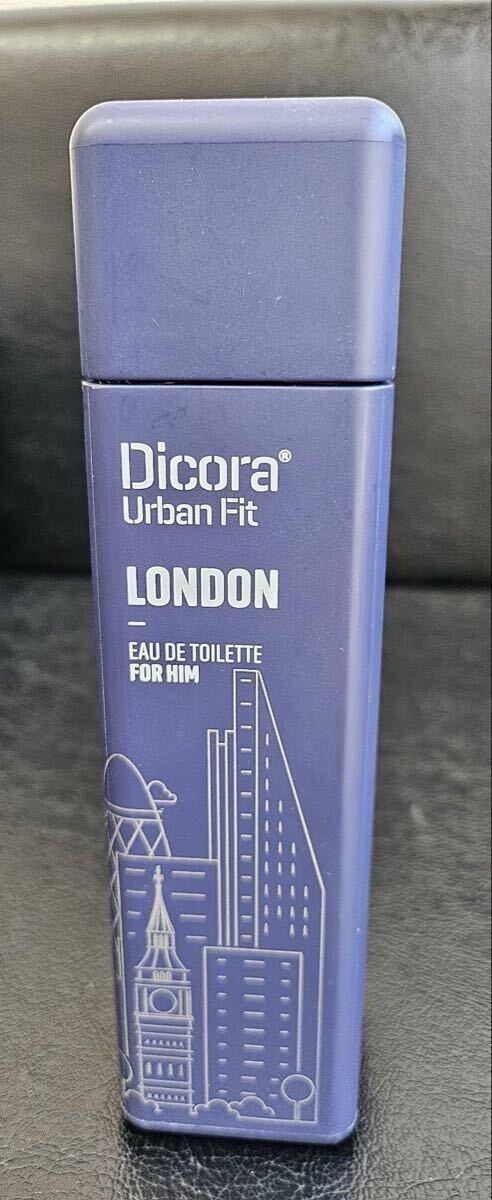 Dicora®
Urban Fit
LONDON
EAU DE TOILETTE
FOR HIM